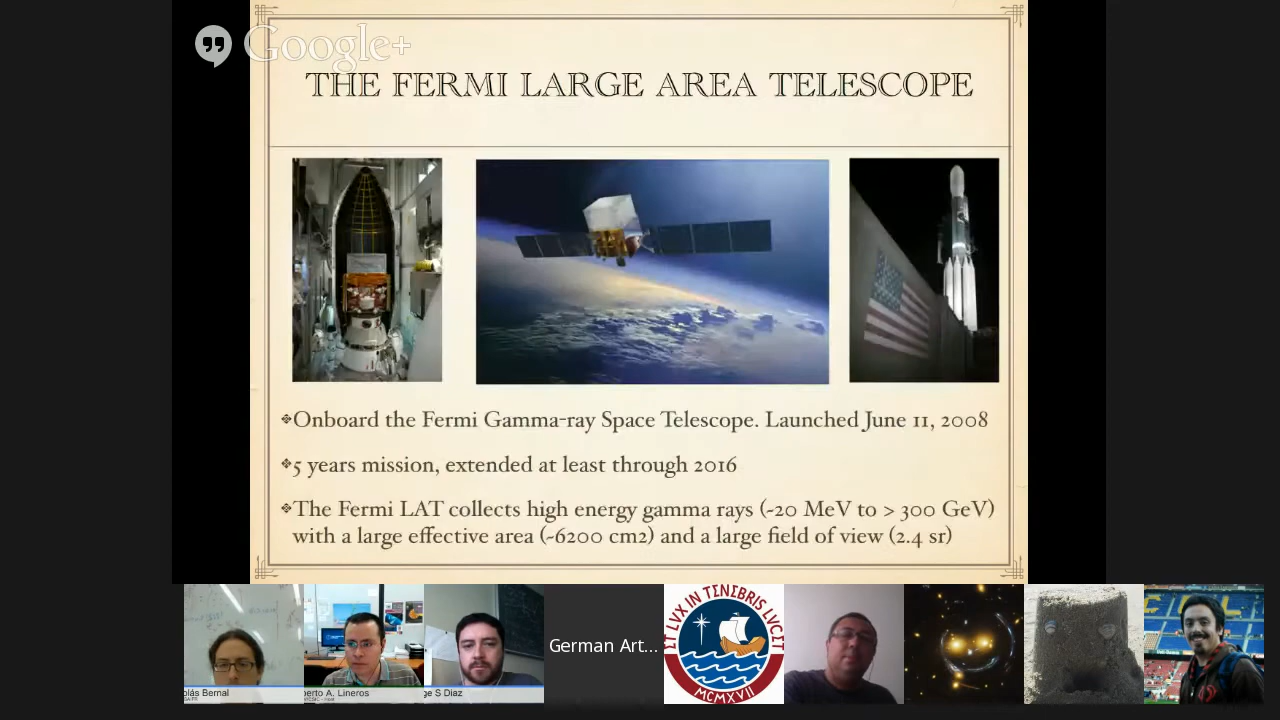 Google+
THE FERMI LARGE AREA TELESCOPE
❖Onboard the Fermi Gamma-ray Space Telescope. Launched June 11, 2008
❖5 years mission, extended at least through 2016
❖The Fermi LAT collects high energy gamma rays (~20 MeV to > 300 GeV)
with a large effective area (~6200 cm2) and a large field of view (2.4 sr)
German Art...
ET LVX IN TENEBRIS LVCET
MCMXVII
olás Bernal
berto A. Lineros
ge S Diaz